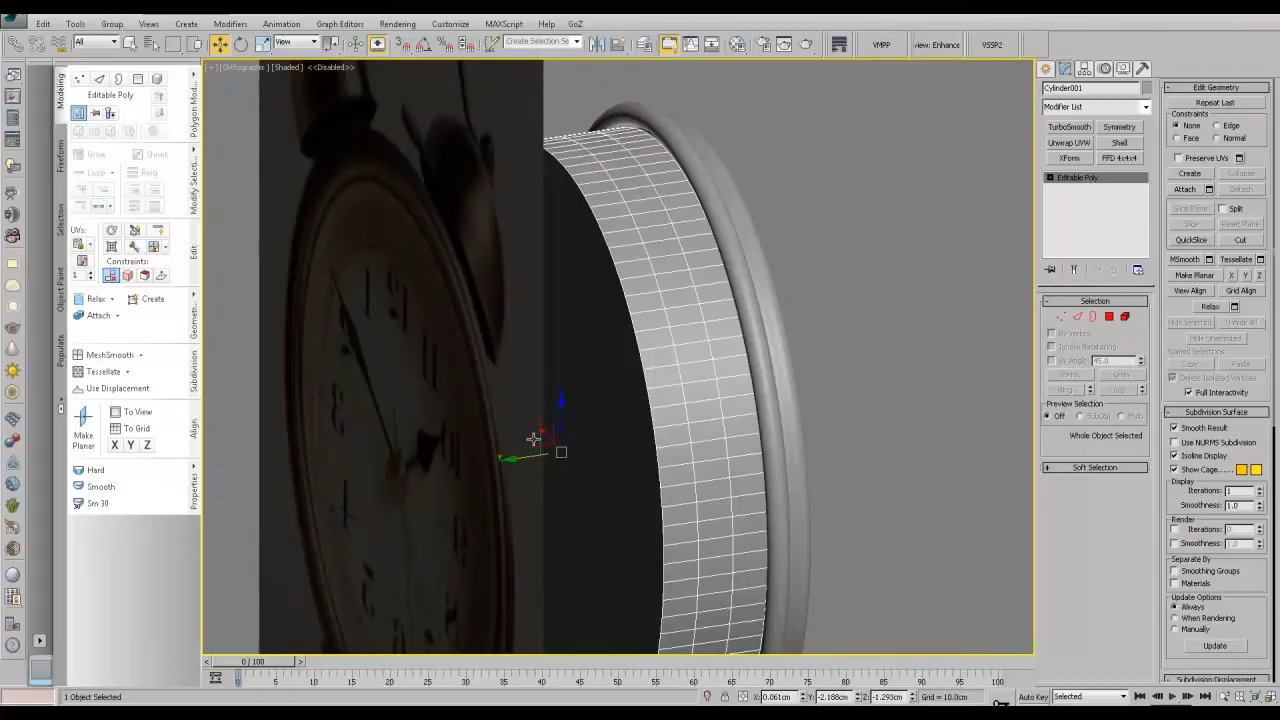 Edit Tools Group Views Create Modifiers Animation Graph Editors Rendering Customize MAXScript Help GoZ
All View Create Selection Se VMPP view: Enhance VSSP2
[ + ] [Orthographic] [Shaded] <<Disabled>>
Modeling
Freeform
Selection
Object Paint
Populate
Editable Poly
Grow Shrink
Loop Ring
UVs:
1
Constraints:
Relax Create
Attach
MeshSmooth
Tessellate
Use Displacement
Make
Planar
To View
To Grid
X Y Z
Hard
Smooth
Sm 30
Polygon Mod...
Modify Selec...
Edit
Geometr...
Subdivision
Align
Properties
y
Cylinder001
Modifier List
TurboSmooth Symmetry
Unwrap UVW Shell
XForm FFD 4x4x4
Editable Poly
Selection
By Vertex
Ignore Backfacing
By Angle: 45.0
Shrink Grow
Ring Loop
Preview Selection
Off SubObj Multi
Whole Object Selected
Soft Selection
Edit Geometry
Repeat Last
Constraints
None Edge
Face Normal
Preserve UVs
Create Collapse
Attach Detach
Slice Plane Split
Slice Reset Plane
QuickSlice Cut
MSmooth Tessellate
Make Planar X Y Z
View Align Grid Align
Relax
Hide Selected Unhide All
Hide Unselected
Named Selections:
Copy Paste
Delete Isolated Vertices
Full Interactivity
Subdivision Surface
Smooth Result
Use NURMS Subdivision
Isoline Display
Show Cage......
Display
Iterations: 1
Smoothness: 1.0
Render
Iterations: 0
Smoothness: 1.0
Separate By
Smoothing Groups
Materials
Update Options
Always
When Rendering
Manually
Update
Subdivision Displacement
< 0 / 100 >
0 5 10 15 20 25 30 35 40 45 50 55 60 65 70 75 80 85 90 95 100
1 Object Selected X: 0.061cm Y: -2.188cm Z: -1.293cm Grid = 10.0cm Auto Key Selected